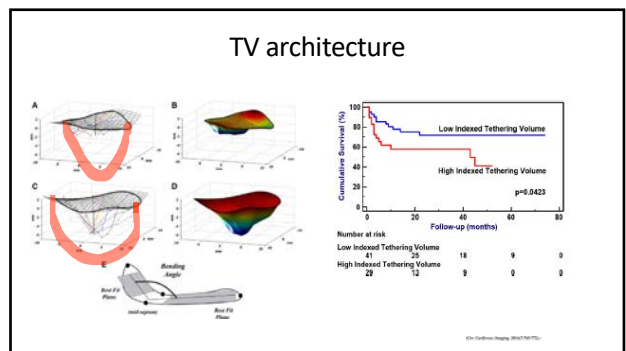 TV architecture
A
B
C
D
E
Bending
Angle
Best Fit
Plane
(mid-septum)
Best Fit
Plane
Cumulative Survival (%)
100
80
60
40
20
0
Low Indexed Tethering Volume
High Indexed Tethering Volume
p=0.0423
0 20 40 60 80
Follow-up (months)
Number at risk
Low Indexed Tethering Volume
41 25 18 9 0
High Indexed Tethering Volume
29 13 9 0 0